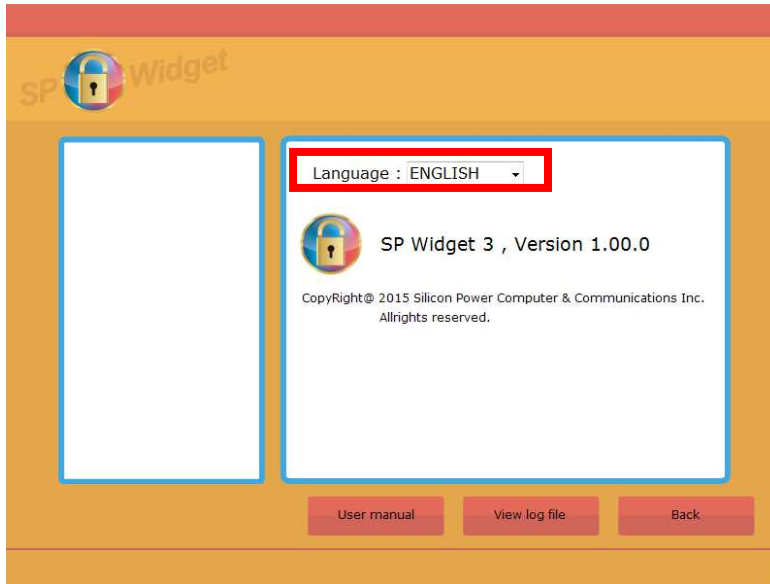 SP Widget
Language : ENGLISH
SP Widget 3 , Version 1.00.0
CopyRight@ 2015 Silicon Power Computer & Communications Inc.
Allrights reserved.
User manual View log file Back